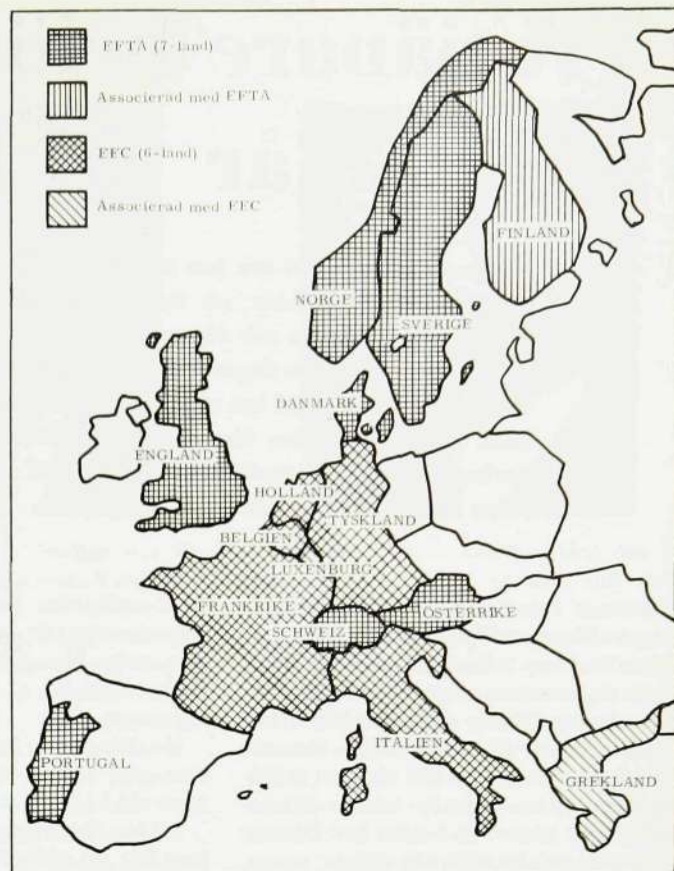 EFTA (7-land)
Associerad med EFTA
EEC (6-land)
Associerad med EEC
FINLAND
NORGE
SVERIGE
DANMARK
ENGLAND
HOLLAND
TYSKLAND
BELGIEN
LUXENBURG
FRANKRIKE
ÖSTERRIKE
SCHWEIZ
ITALIEN
PORTUGAL
GREKLAND